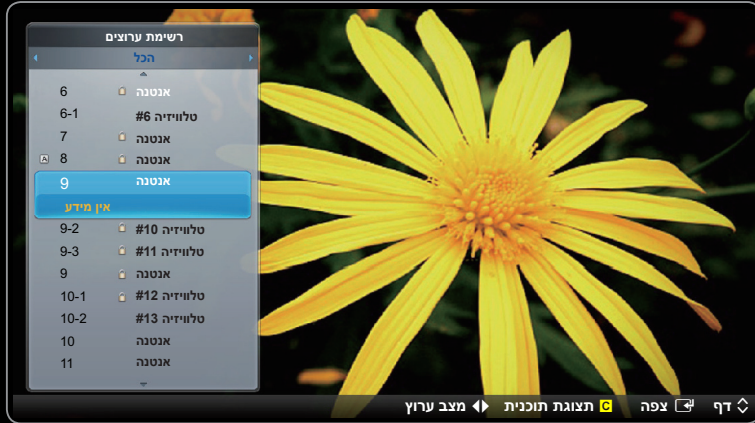 רשימת ערוצים
הכל
6 אנטנה
6-1 טלוויזיה #6
7 אנטנה
A 8 אנטנה
9 אנטנה
אין מידע
9-2 טלוויזיה #10
9-3 טלוויזיה #11
9 אנטנה
10-1 טלוויזיה #12
10-2 טלוויזיה #13
10 אנטנה
11 אנטנה
דף צפה C תצוגת תוכנית מצב ערוץ